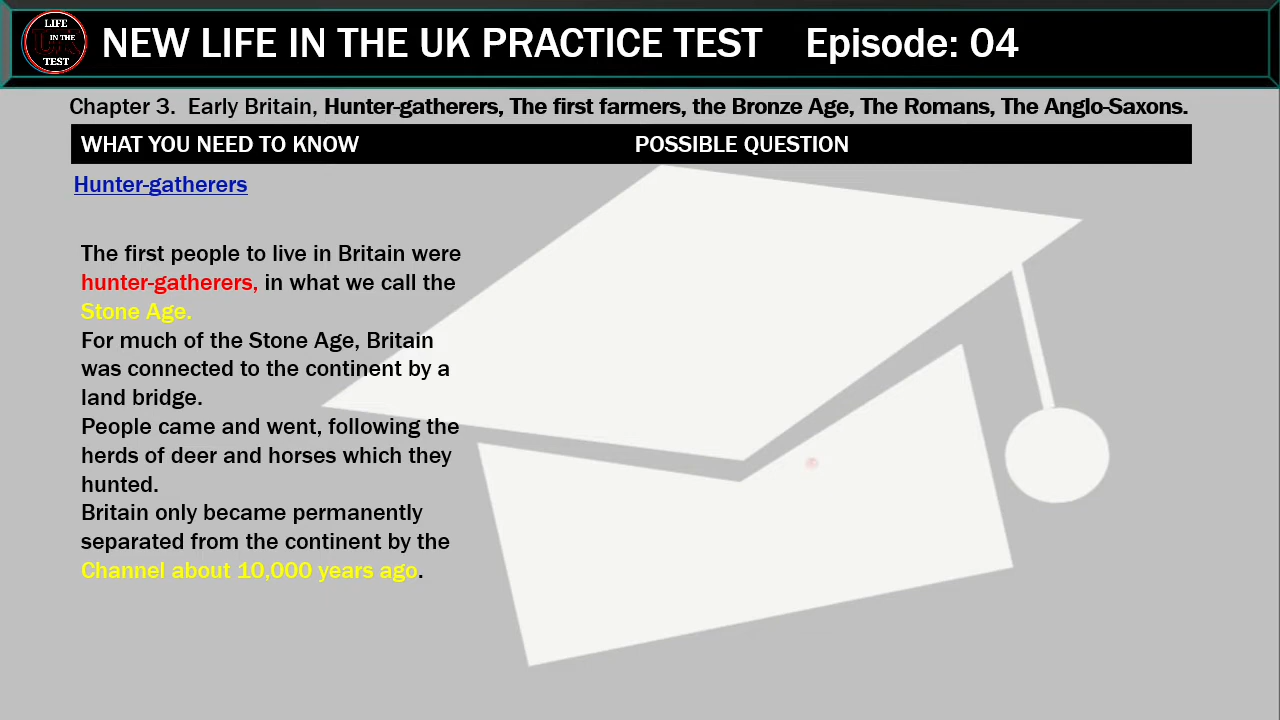 LIFE
IN THE
UK
TEST
NEW LIFE IN THE UK PRACTICE TEST Episode: 04
Chapter 3. Early Britain, Hunter-gatherers, The first farmers, the Bronze Age, The Romans, The Anglo-Saxons.
WHAT YOU NEED TO KNOW POSSIBLE QUESTION
Hunter-gatherers
The first people to live in Britain were
hunter-gatherers, in what we call the
Stone Age.
For much of the Stone Age, Britain
was connected to the continent by a
land bridge.
People came and went, following the
herds of deer and horses which they
hunted.
Britain only became permanently
separated from the continent by the
Channel about 10,000 years ago.